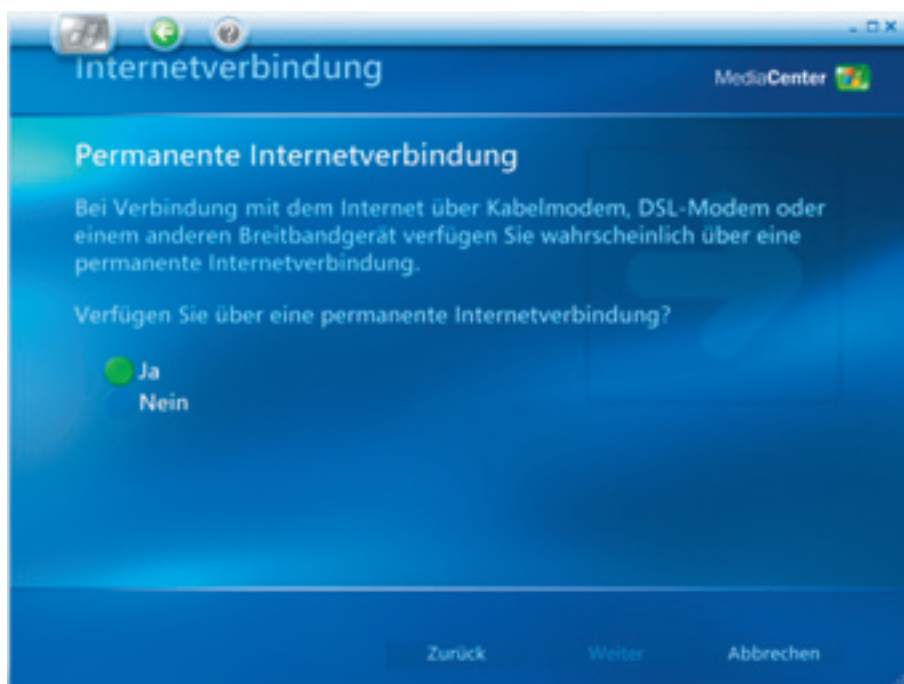 Internetverbindung
MediaCenter
Permanente Internetverbindung
Bei Verbindung mit dem Internet über Kabelmodem, DSL-Modem oder
einem anderen Breitbandgerät verfügen Sie wahrscheinlich über eine
permanente Internetverbindung.
Verfügen Sie über eine permanente Internetverbindung?
Ja
Nein
Zurück Weiter Abbrechen